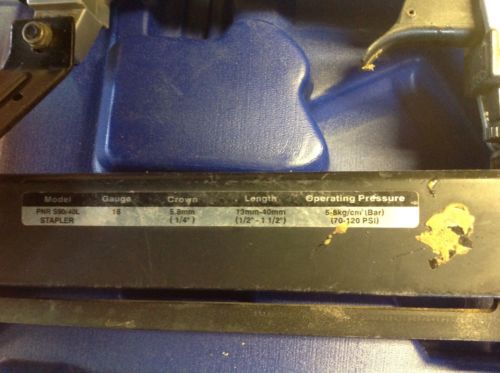 Model Gauge Crown Length Operating Pressure
PNR S90/40L 18 5.8mm 13mm-40mm 5-8kg/cm² (Bar)
STAPLER (1/4") (1/2"-1 1/2") (70-120 PSI)